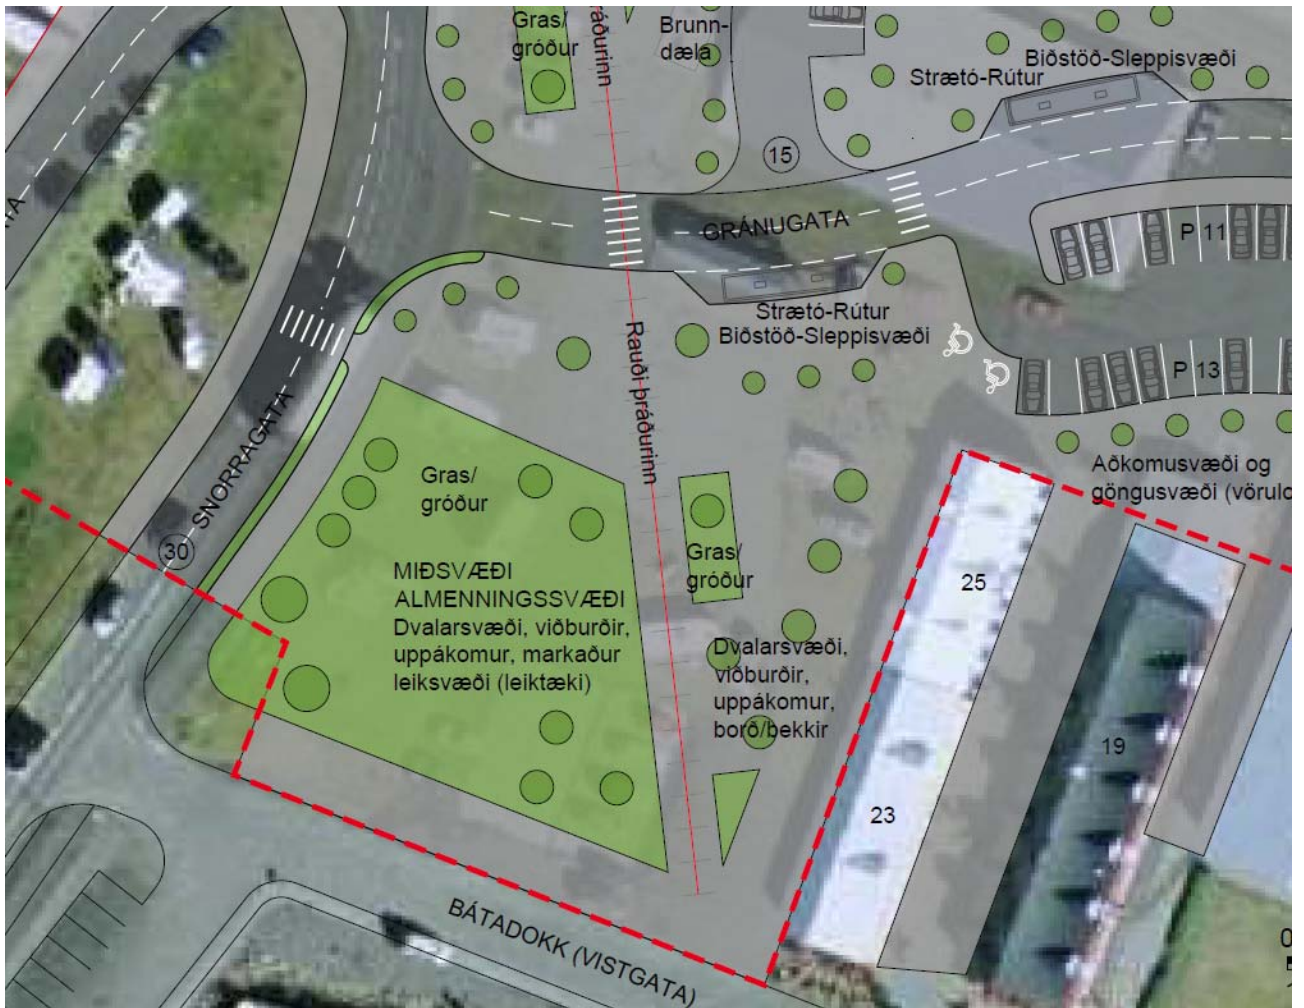 Gras/
gróður
Brunn-
dæla
Biðstöð-Sleppisvæði
Strætó-Rútur
15
GRÁNUGATA
P 11
Strætó-Rútur
Biðstöð-Sleppisvæði
P 13
Rauði þráðurinn
SNORRAGATA
30
Gras/
gróður
Aðkomusvæði og
göngusvæði (vörulo
Gras/
gróður
MIÐSVÆÐI
ALMENNINGSSVÆÐI
Dvalarsvæði, viðburðir,
uppákomur, markaður
leiksvæði (leiktæki)
Dvalarsvæði,
viðburðir,
uppákomur,
borð/bekkir
25
19
23
BÁTADOKK (VISTGATA)
0